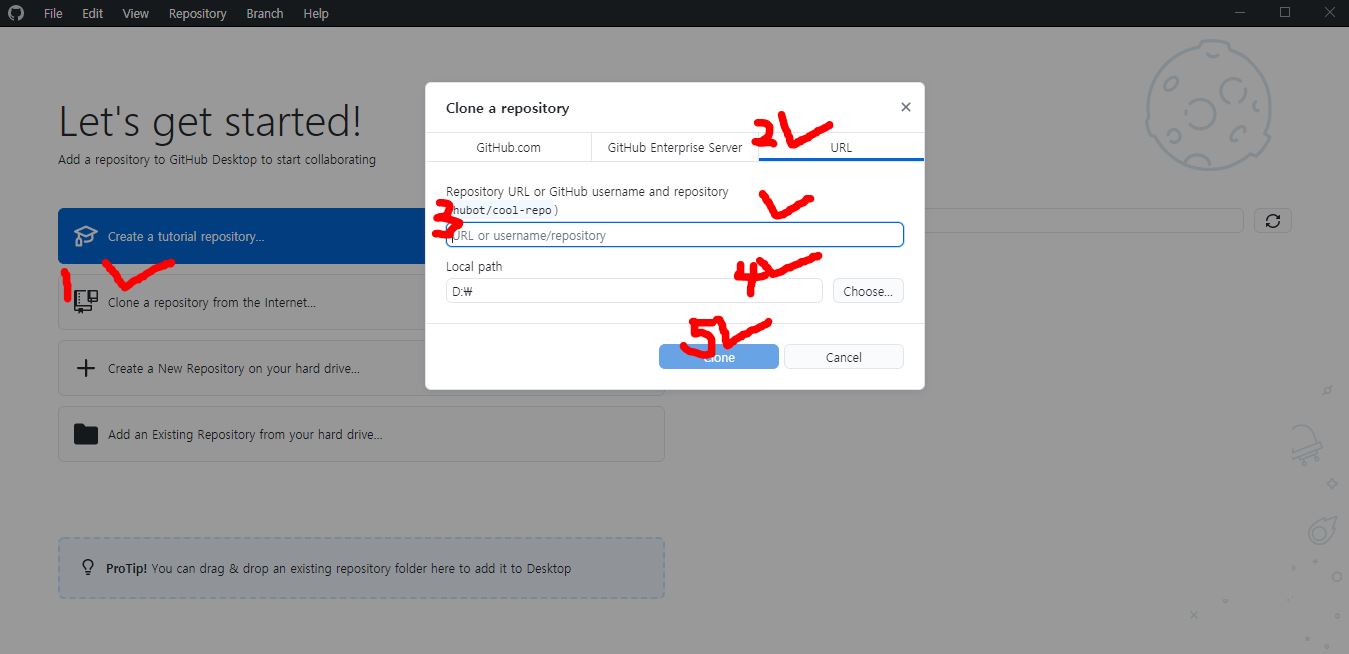 File Edit View Repository Branch Help
Let's get started!
Add a repository to GitHub Desktop to start collaborating
Create a tutorial repository...
1
Clone a repository from the Internet...
Create a New Repository on your hard drive...
Add an Existing Repository from your hard drive...
ProTip! You can drag & drop an existing repository folder here to add it to Desktop
Clone a repository
GitHub.com GitHub Enterprise Server 2 URL
Repository URL or GitHub username and repository
hubot/cool-repo)
3
URL or username/repository
Local path
4
D:₩ Choose...
5
Clone Cancel